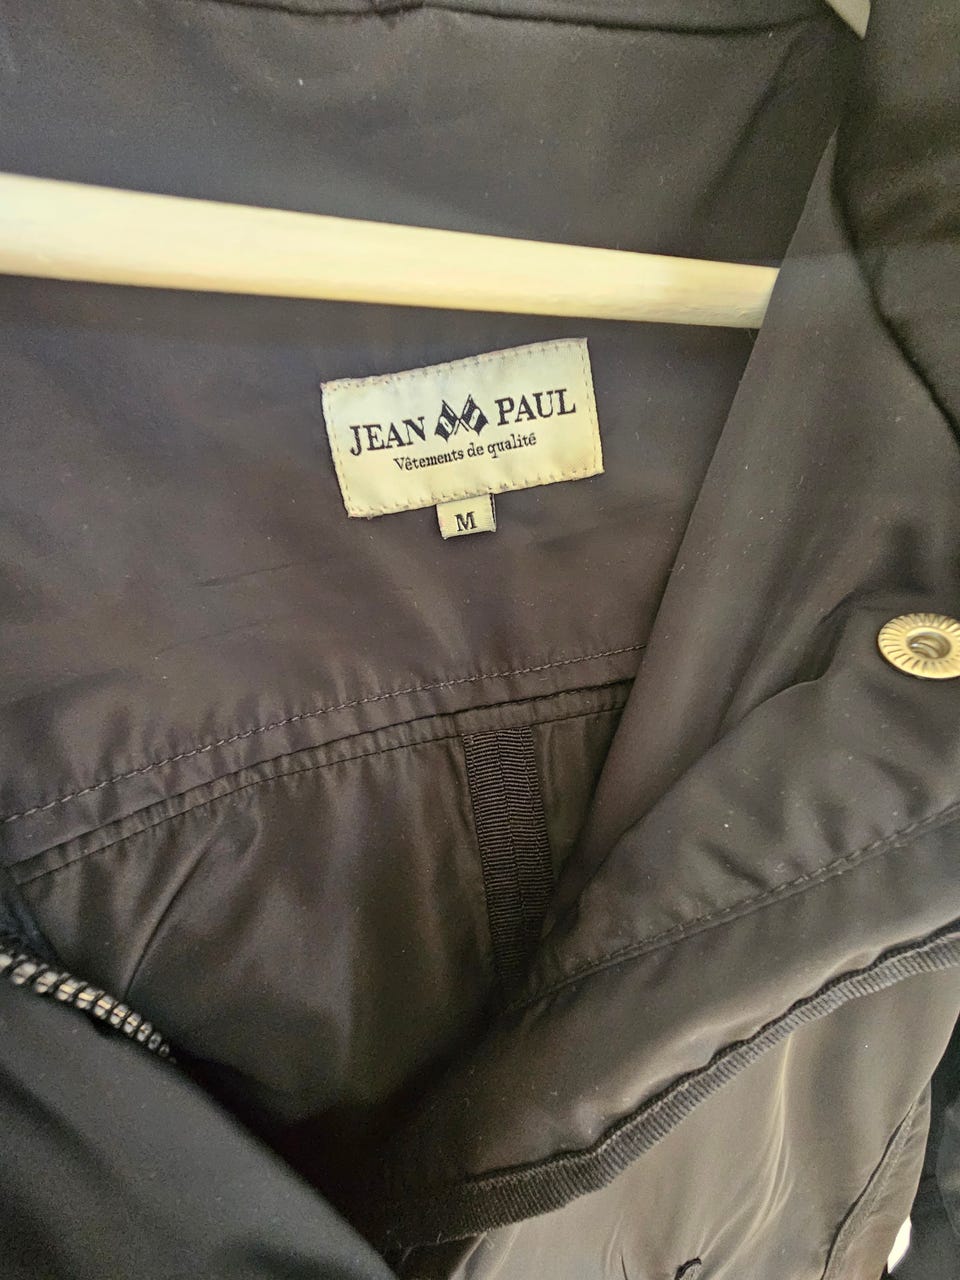 JEAN PAUL
Vêtements de qualité
M